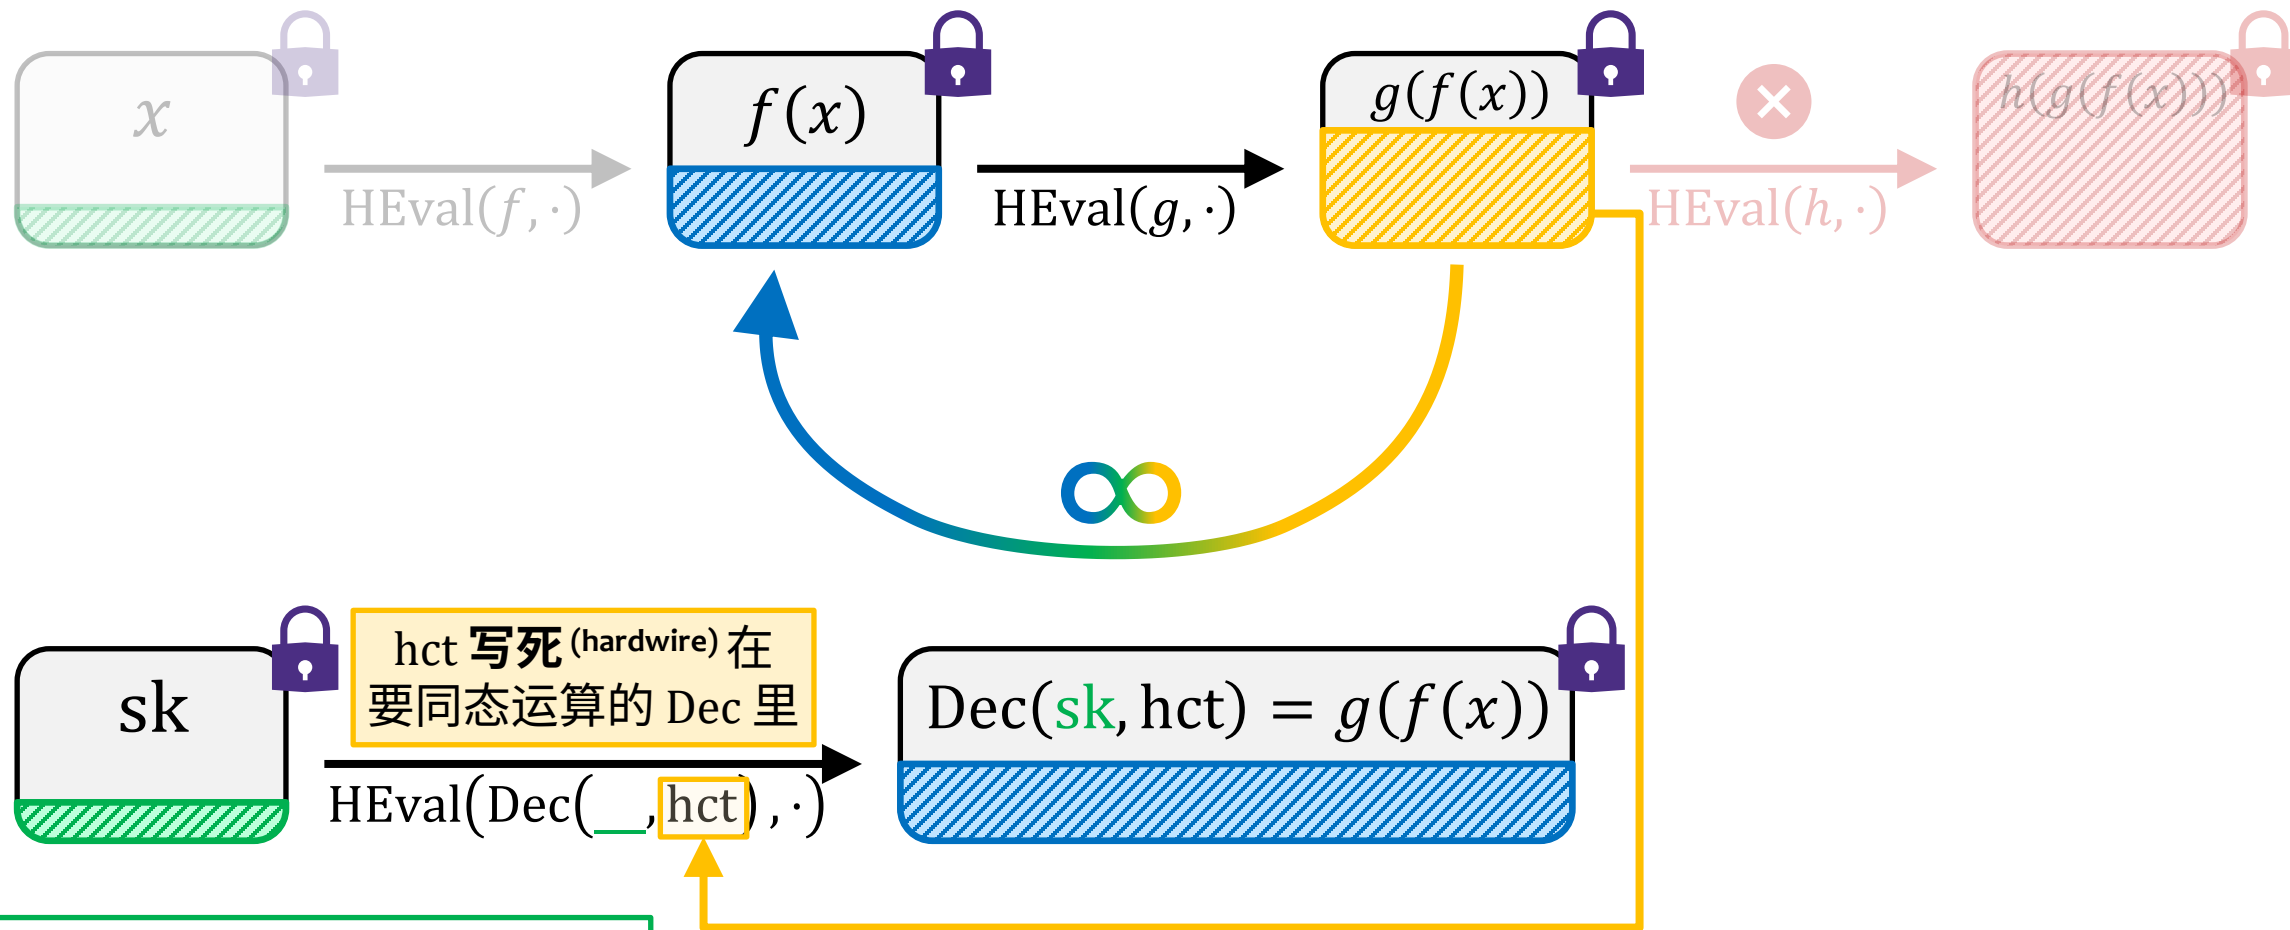 x
HEval(f, ·)
f(x)
HEval(g, ·)
g(f(x))
HEval(h, ·)
h(g(f(x)))
∞
sk
hct 写死 (hardwire) 在
要同态运算的 Dec 里
HEval(Dec(__, hct), ·)
Dec(sk, hct) = g(f(x))